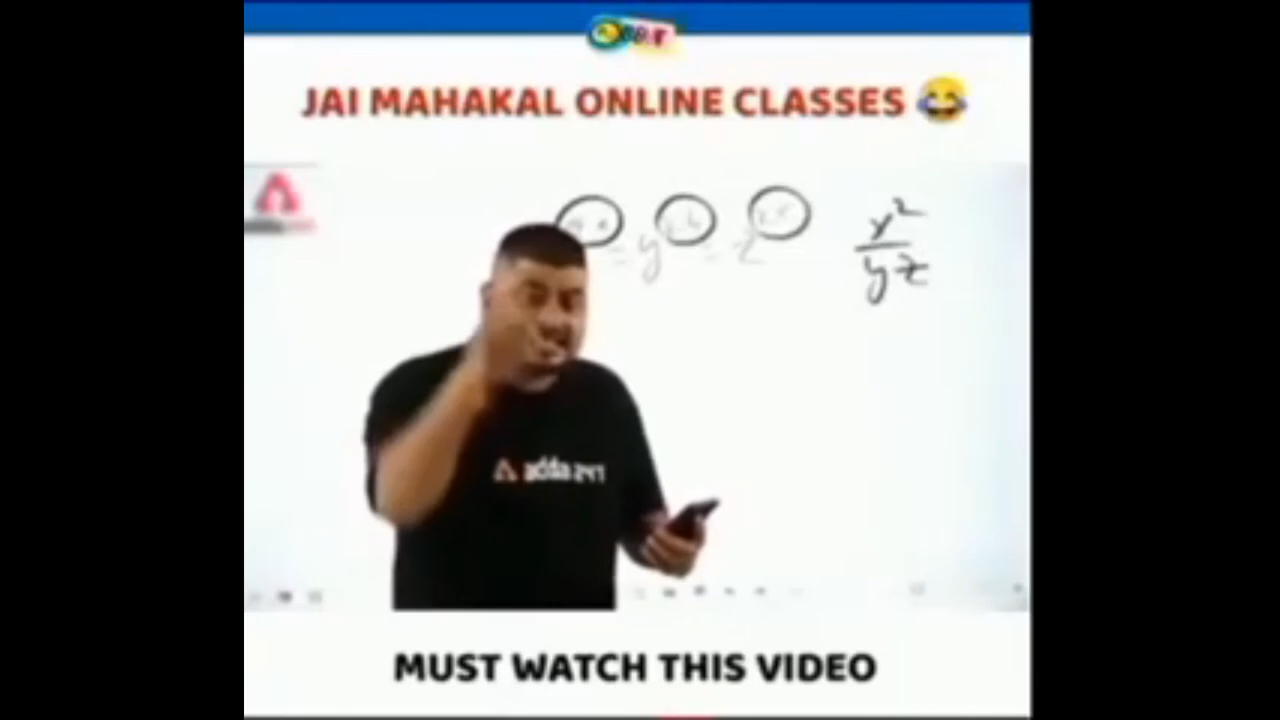 JAI MAHAKAL ONLINE CLASSES 😂
x²
yz
adda247
MUST WATCH THIS VIDEO